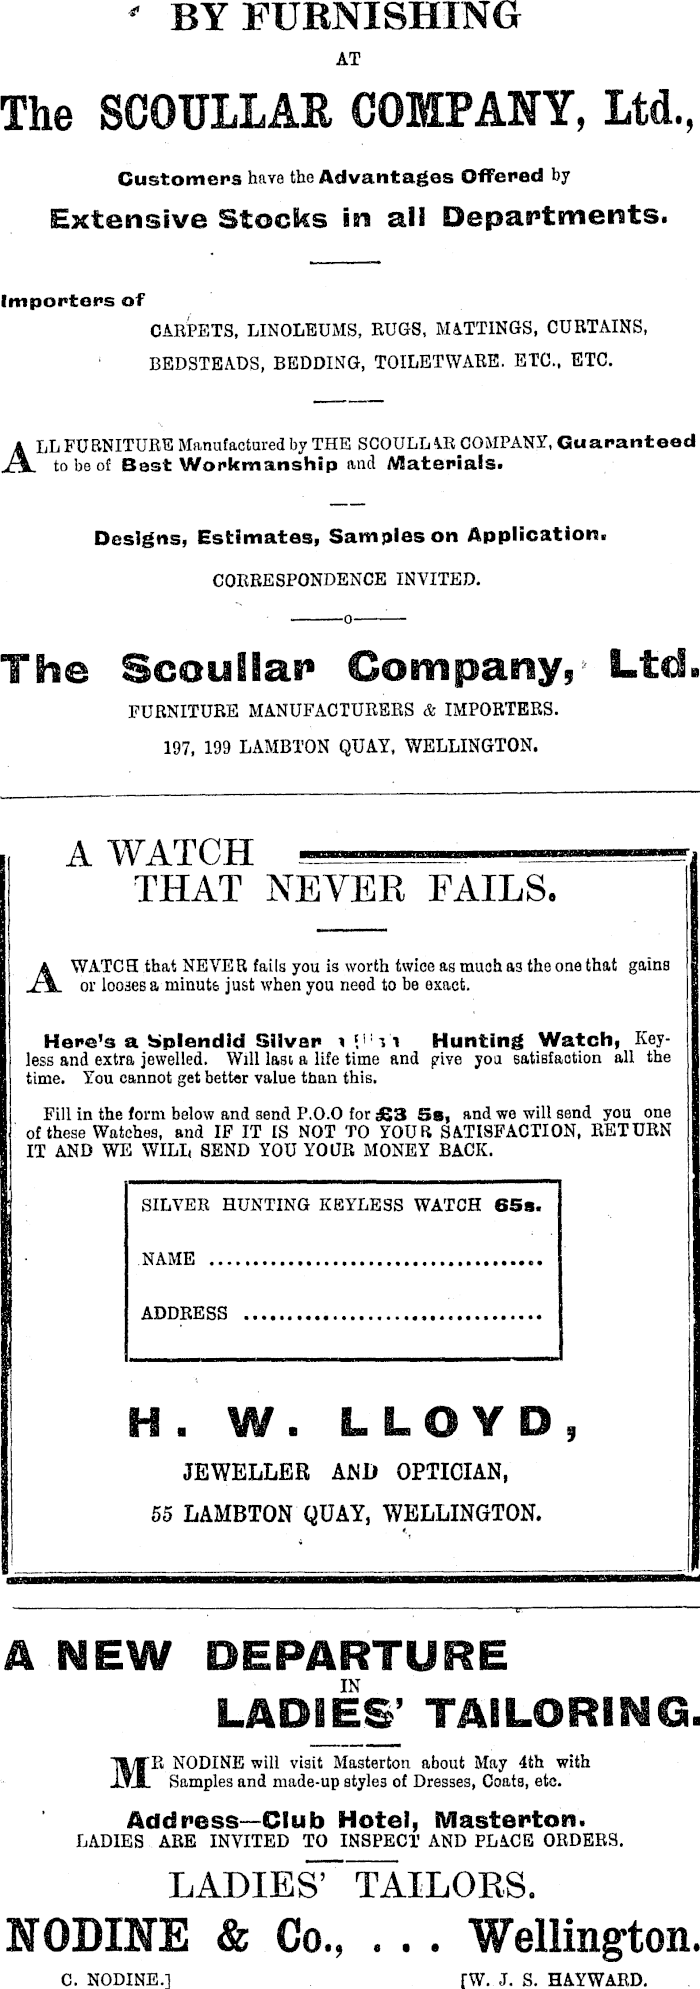 BY FURNISHING
AT
The SCOULLAR COMPANY, Ltd.,
Customers have the Advantages Offered by
Extensive Stocks in all Departments.
Importers of
CARPETS, LINOLEUMS, RUGS, MATTINGS, CURTAINS,
BEDSTEADS, BEDDING, TOILETWARE. ETC., ETC.
ALL FURNITURE Manufactured by THE SCOULLAR COMPANY, Guaranteed
to be of Best Workmanship and Materials.
Designs, Estimates, Samples on Application.
CORRESPONDENCE INVITED.
The Scoullar Company, Ltd.
FURNITURE MANUFACTURERS & IMPORTERS.
197, 199 LAMBTON QUAY, WELLINGTON.
A WATCH
THAT NEVER FAILS.
A WATCH that NEVER fails you is worth twice as much as the one that gains
or looses a minute just when you need to be exact.
Here's a Splendid Silver Hunting Watch, Key-
less and extra jewelled. Will last a life time and give you satisfaction all the
time. You cannot get better value than this.
Fill in the form below and send P.O.O for £3 5s, and we will send you one
of these Watches, and IF IT IS NOT TO YOUR SATISFACTION, RETURN
IT AND WE WILL SEND YOU YOUR MONEY BACK.
SILVER HUNTING KEYLESS WATCH 65s.
NAME ......................................
ADDRESS ..................................
H. W. LLOYD,
JEWELLER AND OPTICIAN,
55 LAMBTON QUAY, WELLINGTON.
A NEW DEPARTURE
IN
LADIES' TAILORING.
MR NODINE will visit Masterton about May 4th with
Samples and made-up styles of Dresses, Coats, etc.
Address—Club Hotel, Masterton.
LADIES ARE INVITED TO INSPECT AND PLACE ORDERS.
LADIES' TAILORS.
NODINE & Co., . . . Wellington.
C. NODINE.] [W. J. S. HAYWARD.